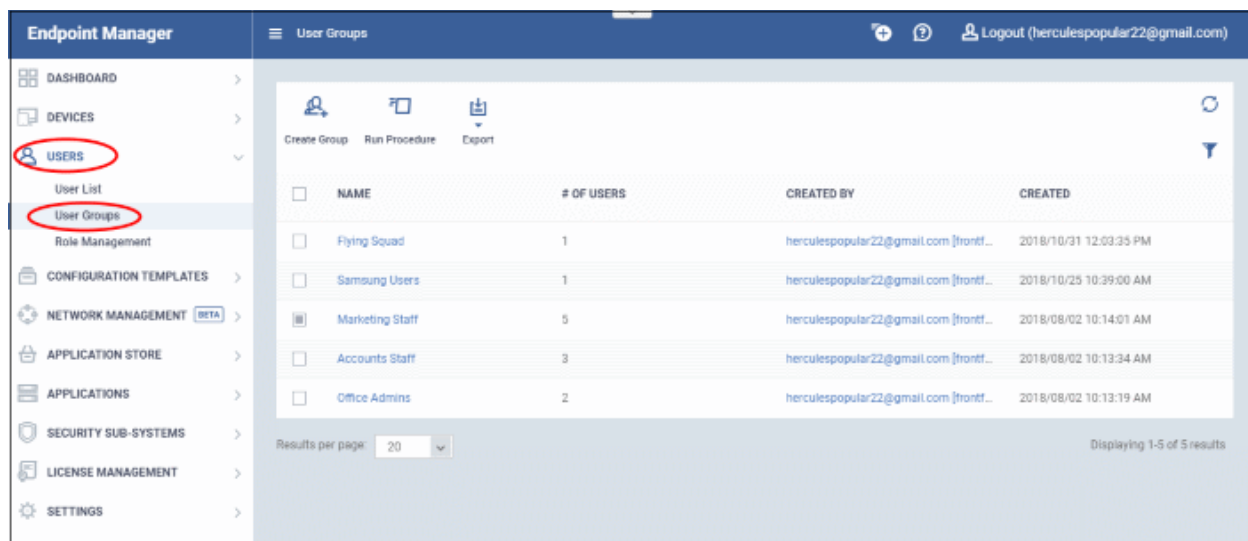 Endpoint Manager
User Groups
Logout (herculespopular22@gmail.com)
DASHBOARD
DEVICES
USERS
User List
User Groups
Role Management
CONFIGURATION TEMPLATES
NETWORK MANAGEMENT BETA
APPLICATION STORE
APPLICATIONS
SECURITY SUB-SYSTEMS
LICENSE MANAGEMENT
SETTINGS
Create Group Run Procedure Export
NAME # OF USERS CREATED BY CREATED
Flying Squad 1 herculespopular22@gmail.com [frontf... 2018/10/31 12:03:35 PM
Samsung Users 1 herculespopular22@gmail.com [frontf... 2018/10/25 10:39:00 AM
Marketing Staff 5 herculespopular22@gmail.com [frontf... 2018/08/02 10:14:01 AM
Accounts Staff 3 herculespopular22@gmail.com [frontf... 2018/08/02 10:13:34 AM
Office Admins 2 herculespopular22@gmail.com [frontf... 2018/08/02 10:13:19 AM
Results per page: 20
Displaying 1-5 of 5 results